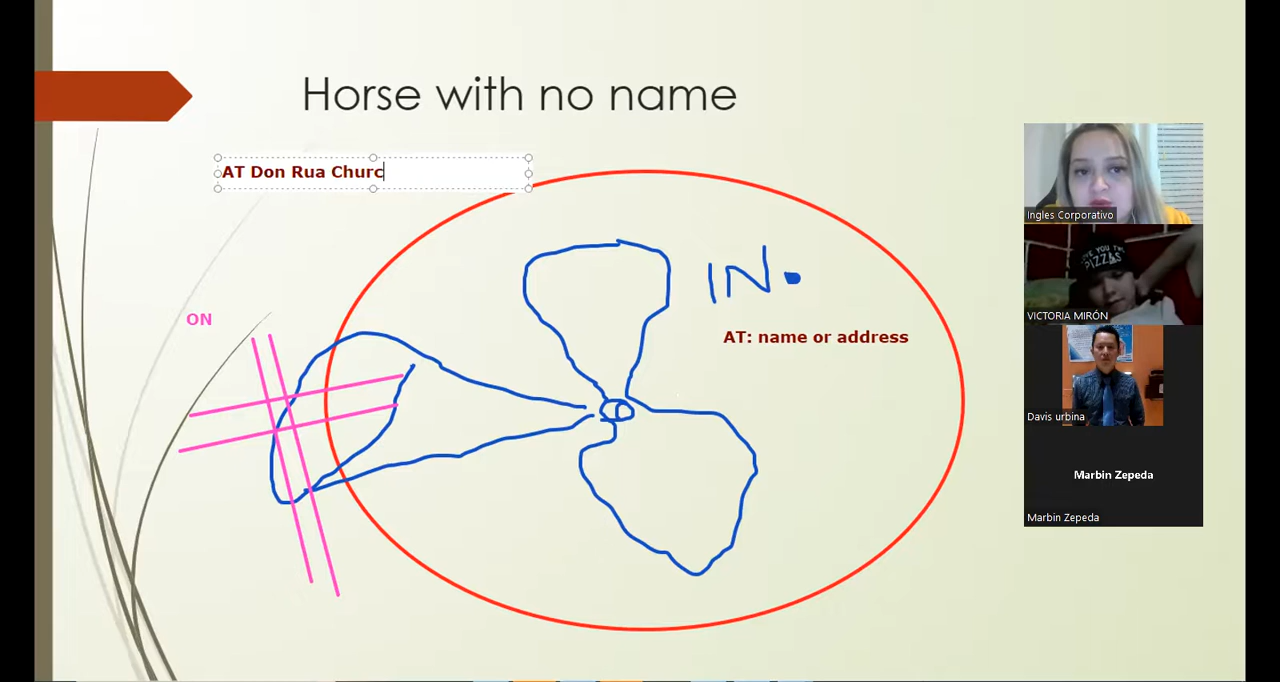 Horse with no name
AT Don Rua Churc
IN.
ON
AT: name or address
Ingles Corporativo
VICTORIA MIRÓN
Davis urbina
Marbin Zepeda
Marbin Zepeda